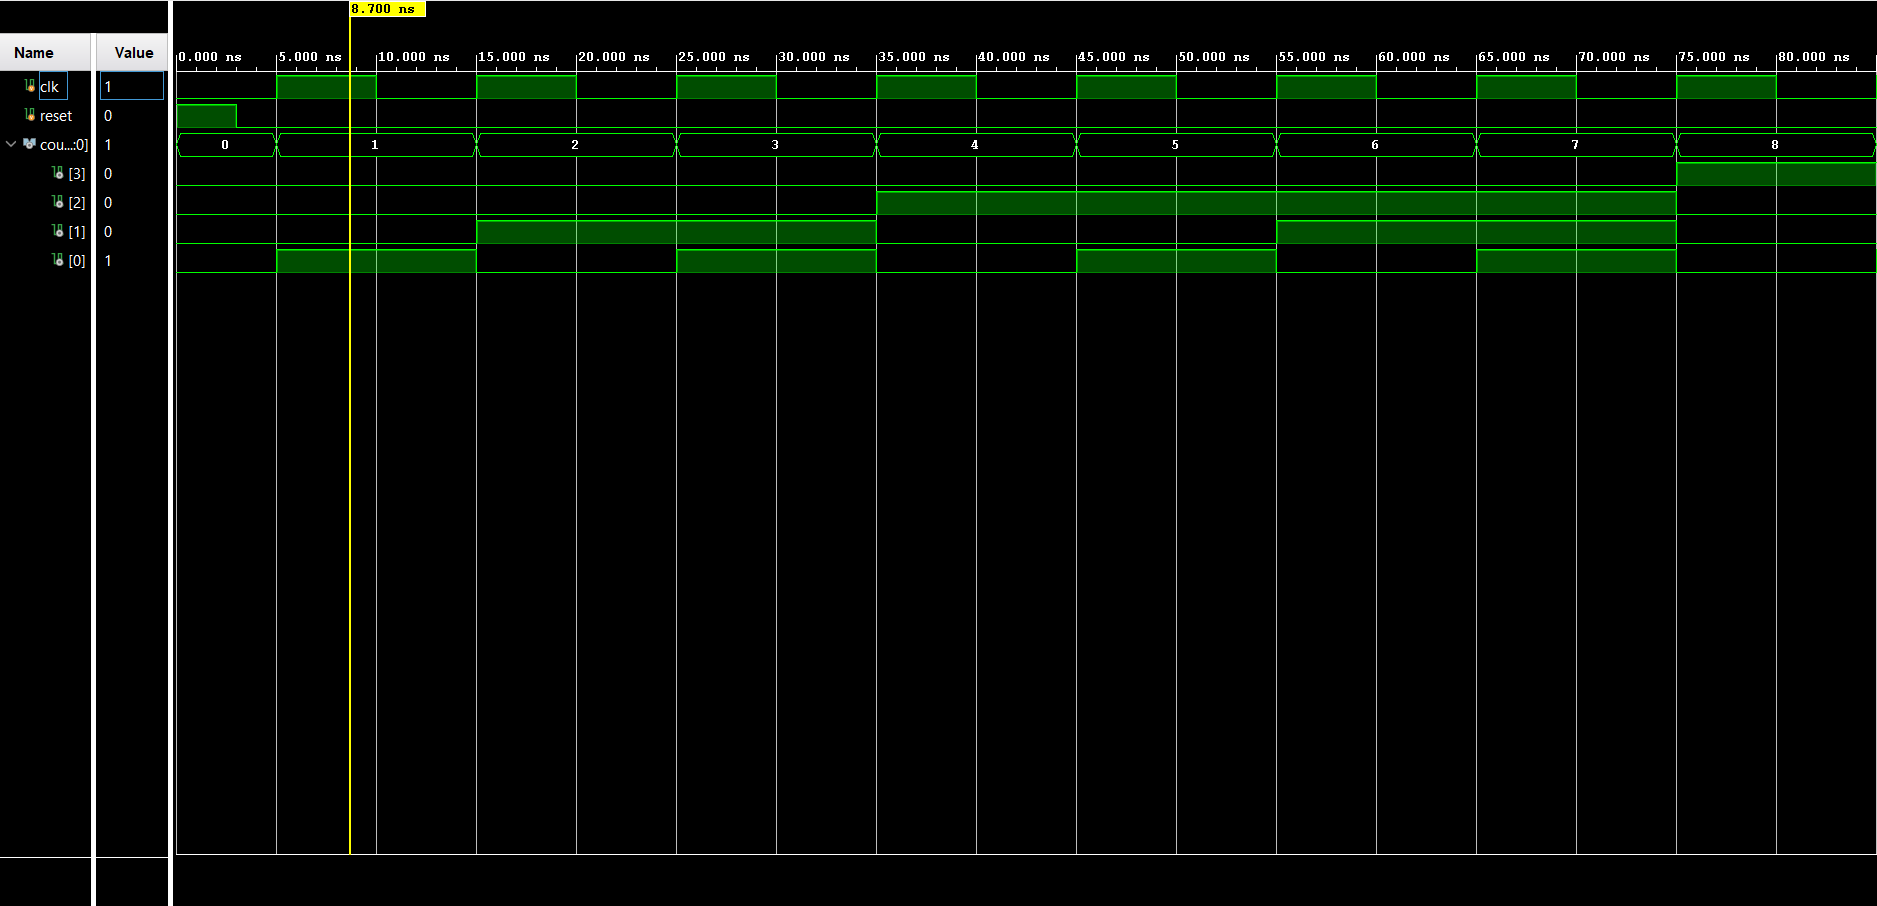 8.700 ns
Name Value
0.000 ns 5.000 ns 10.000 ns 15.000 ns 20.000 ns 25.000 ns 30.000 ns 35.000 ns 40.000 ns 45.000 ns 50.000 ns 55.000 ns 60.000 ns 65.000 ns 70.000 ns 75.000 ns 80.000 ns
clk 1
reset 0
cou...:0] 1 0 1 2 3 4 5 6 7 8
[3] 0
[2] 0
[1] 0
[0] 1